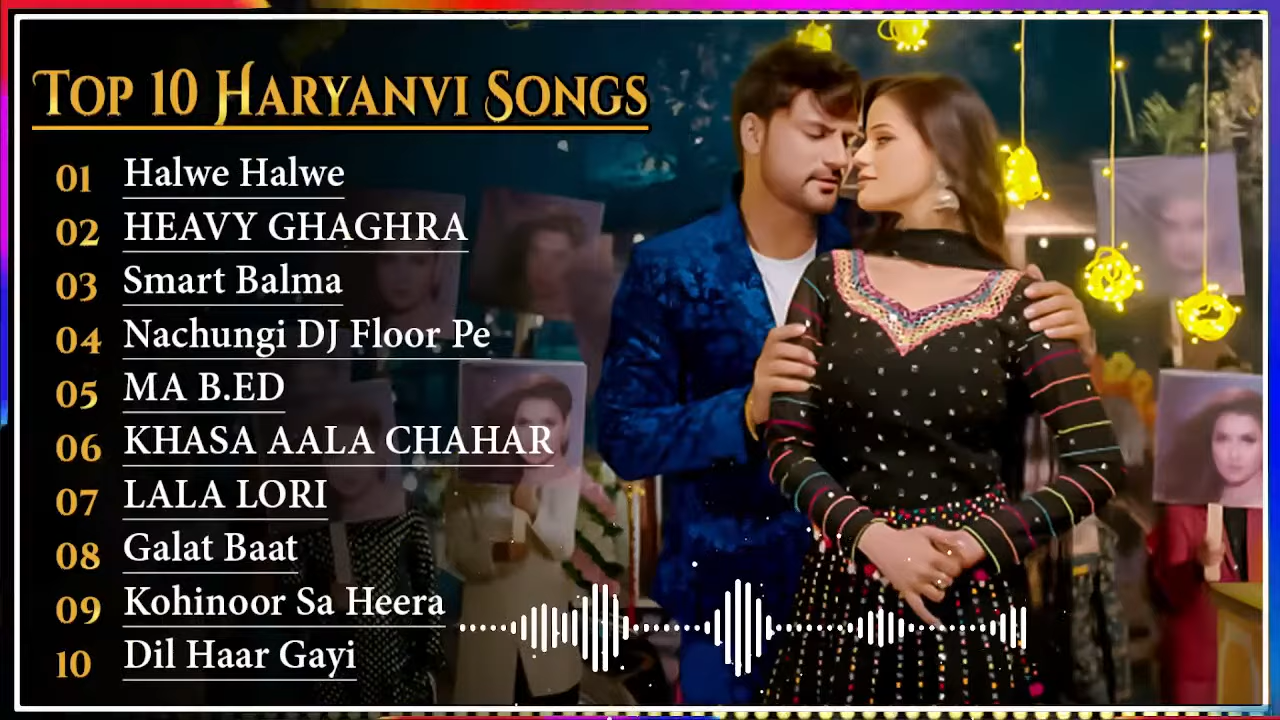 Top 10 Haryanvi Songs
01 Halwe Halwe
02 HEAVY GHAGHRA
03 Smart Balma
04 Nachungi DJ Floor Pe
05 MA B.ED
06 KHASA AALA CHAHAR
07 LALA LORI
08 Galat Baat
09 Kohinoor Sa Heera
10 Dil Haar Gayi